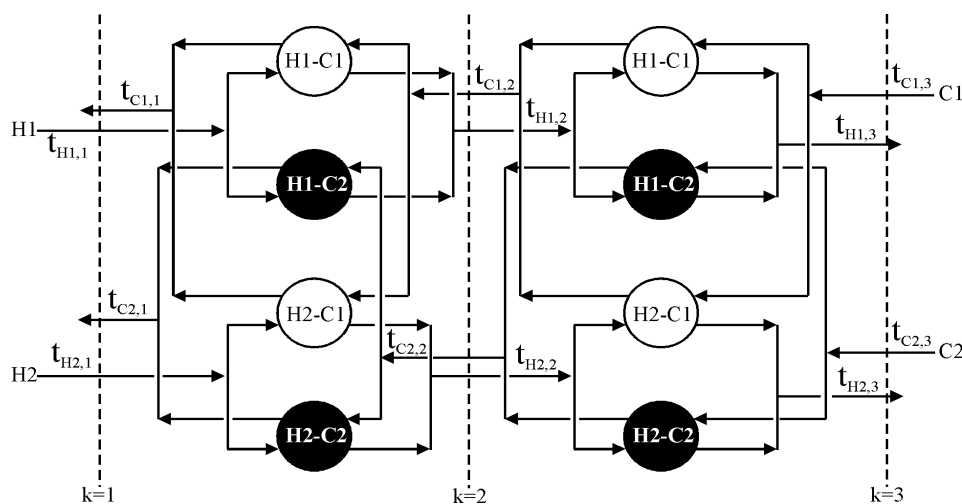 H1-C1
H1-C1
t_C1,1
t_C1,2
t_C1,3
C1
H1
t_H1,1
t_H1,2
t_H1,3
H1-C2
H1-C2
t_C2,1
H2-C1
H2-C1
t_C2,2
t_C2,3
C2
H2
t_H2,1
t_H2,2
t_H2,3
H2-C2
H2-C2
k=1
k=2
k=3